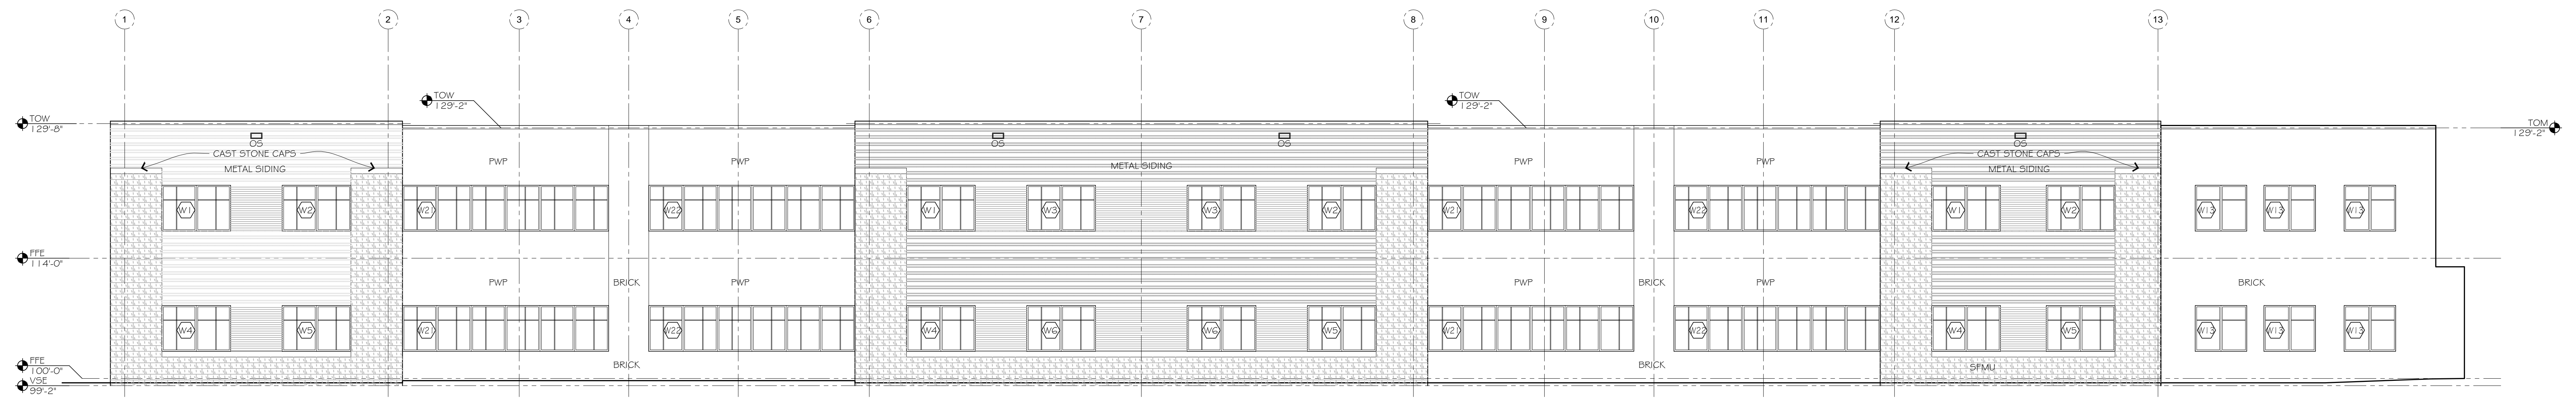 1 2 3 4 5 6 7 8 9 10 11 12 13
TOW
129'-2"
TOW
129'-2"
TOW
129'-8"
TOM
129'-2"
OS OS OS OS
CAST STONE CAPS CAST STONE CAPS
PWP PWP PWP PWP
METAL SIDING METAL SIDING METAL SIDING
W1 W2 W21 W22 W1 W3 W3 W2 W21 W22 W1 W2 W13 W13 W13
FFE
114'-0"
PWP BRICK PWP PWP BRICK PWP BRICK
W4 W5 W21 W22 W4 W6 W6 W5 W21 W22 W4 W5 W13 W13 W13
FFE
100'-0"
BRICK BRICK SFMU
VSE
99'-2"